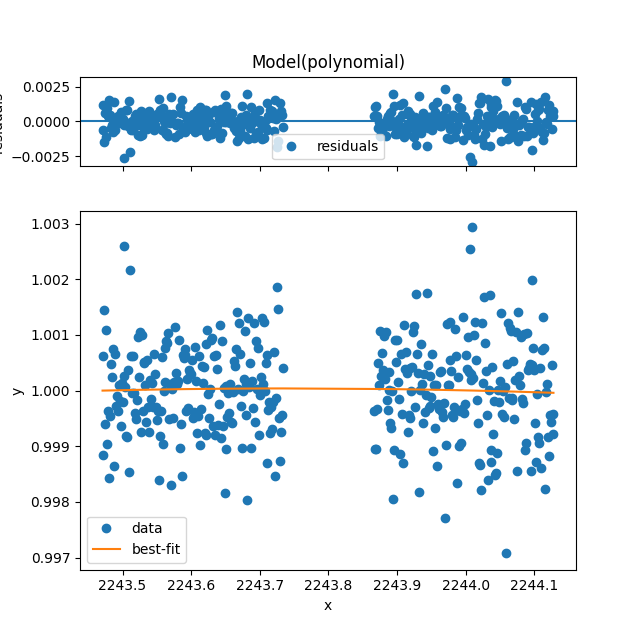 Model(polynomial)
0.0025
0.0000
−0.0025
residuals
1.003
1.002
1.001
1.000
0.999
0.998
0.997
y
data
best-fit
2243.5 2243.6 2243.7 2243.8 2243.9 2244.0 2244.1
x